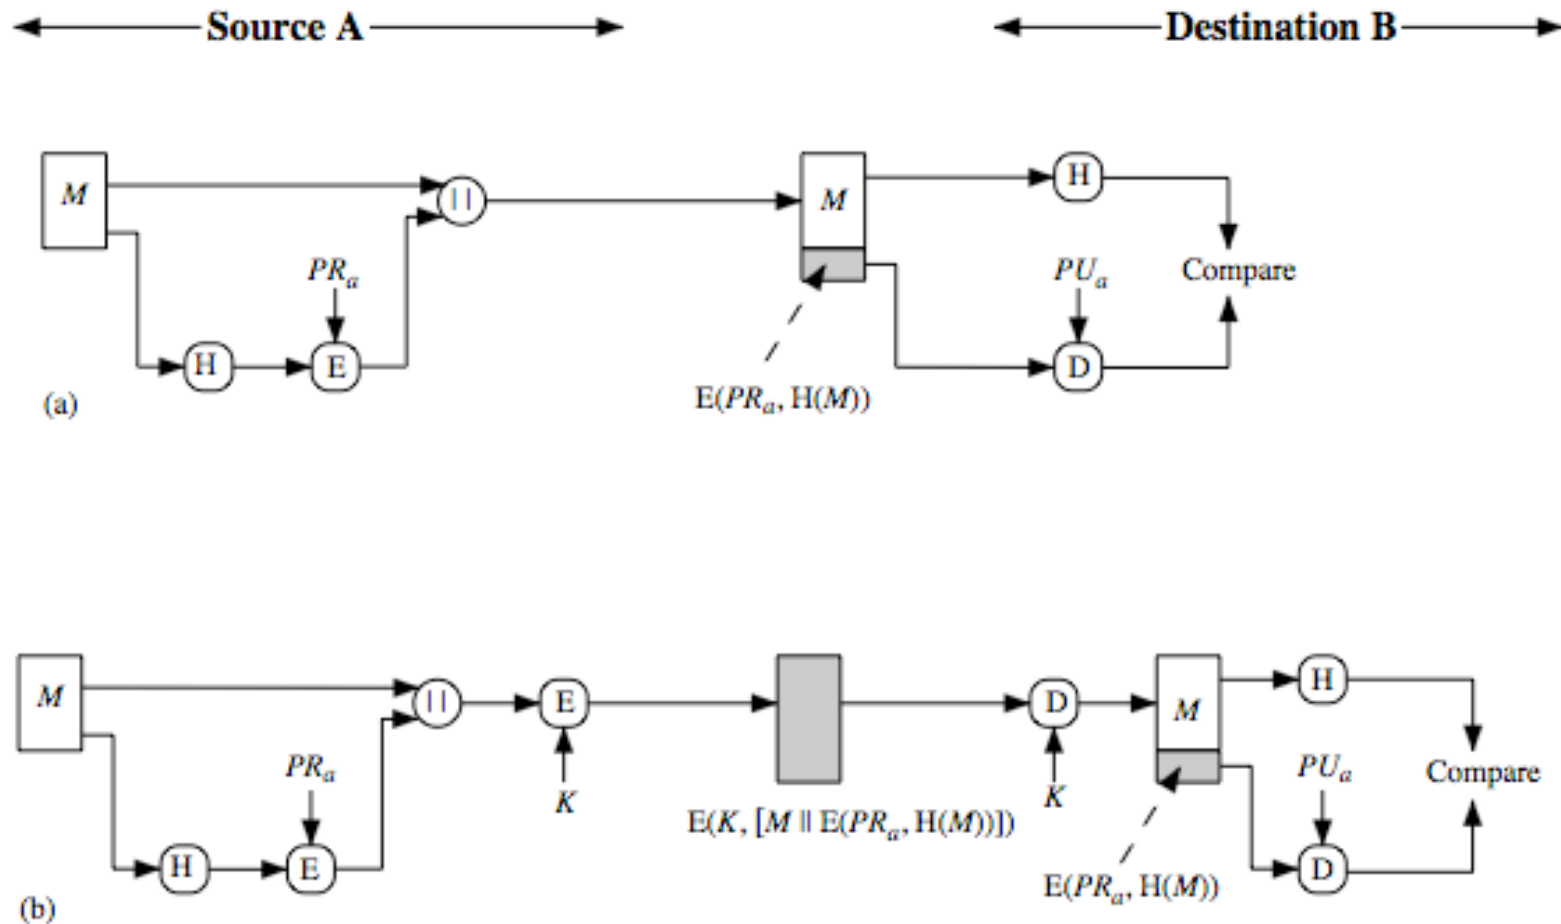 Source A
Destination B
M
| |
M
H
PRₐ
PUₐ
Compare
H
E
D
E(PRₐ, H(M))
(a)
M
| |
E
D
M
H
PRₐ
K
K
PUₐ
Compare
E(K, [M || E(PRₐ, H(M))])
H
E
D
E(PRₐ, H(M))
(b)